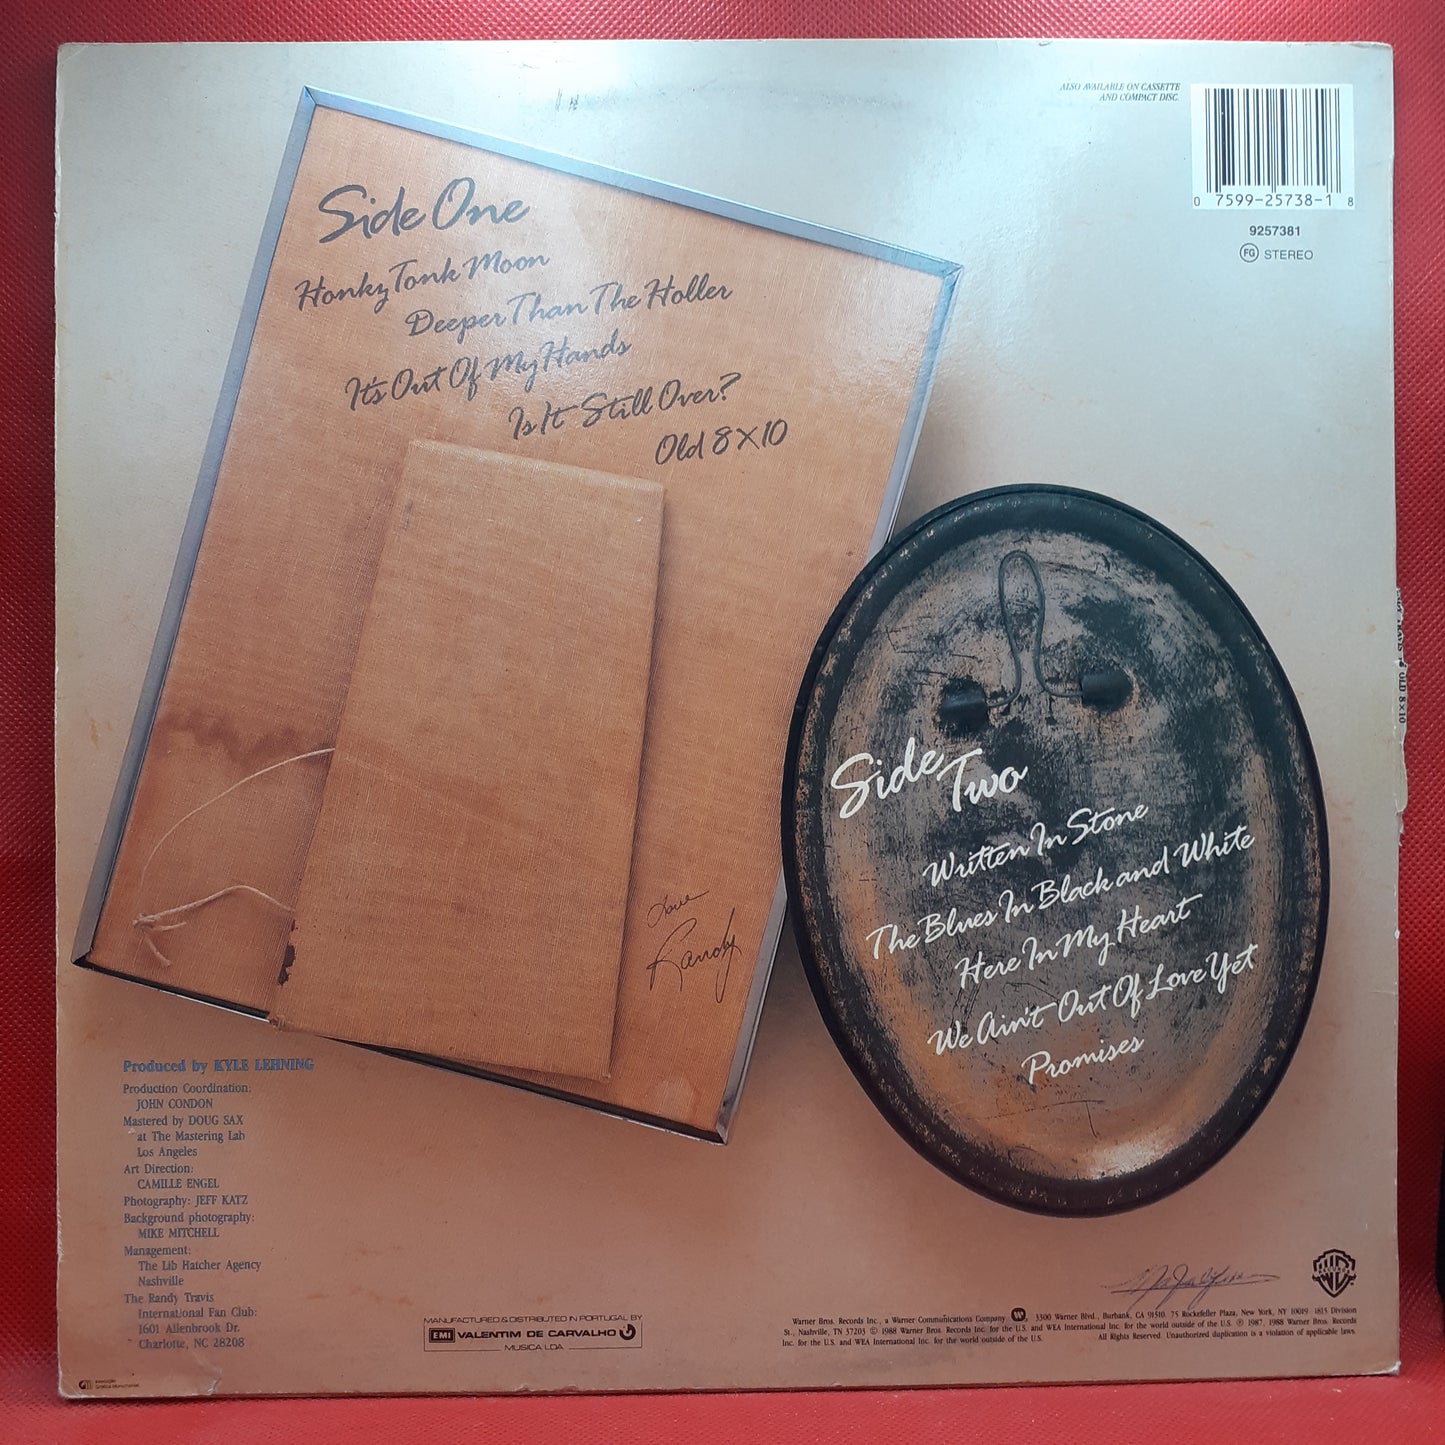 ALSO AVAILABLE ON CASSETTE
AND COMPACT DISC.
0 7599-25738-1 8
9257381
FG STEREO
Side One
Honky Tonk Moon
Deeper Than The Holler
It's Out Of My Hands
Is It Still Over?
Old 8×10
Side
Two
Written In Stone
The Blues In Black and White
Here In My Heart
We Ain't Out Of Love Yet
Promises
Love
Randy
OLD 8×10
Produced by KYLE LEHNING
Production Coordination:
JOHN CONDON
Mastered by DOUG SAX
at The Mastering Lab
Los Angeles
Art Direction:
CAMILLE ENGEL
Photography: JEFF KATZ
Background photography:
MIKE MITCHELL
Management:
The Lib Hatcher Agency
Nashville
The Randy Travis
International Fan Club:
1601 Allenbrook Dr.
Charlotte, NC 28208
MANUFACTURED & DISTRIBUTED IN PORTUGAL BY
EMI VALENTIM DE CARVALHO
MUSICA LDA
WB
RECORDS
Warner Bros. Records Inc., a Warner Communications Company, 3300 Warner Blvd., Burbank, CA 91510. 75 Rockefeller Plaza, New York, NY 10019. 1815 Division
St., Nashville, TN 37203 © 1988 Warner Bros. Records Inc. for the U.S. and WEA International Inc. for the world outside of the U.S. ℗ 1987, 1988 Warner Bros. Records
Inc. for the U.S. and WEA International Inc. for the world outside of the U.S. All Rights Reserved. Unauthorized duplication is a violation of applicable laws.